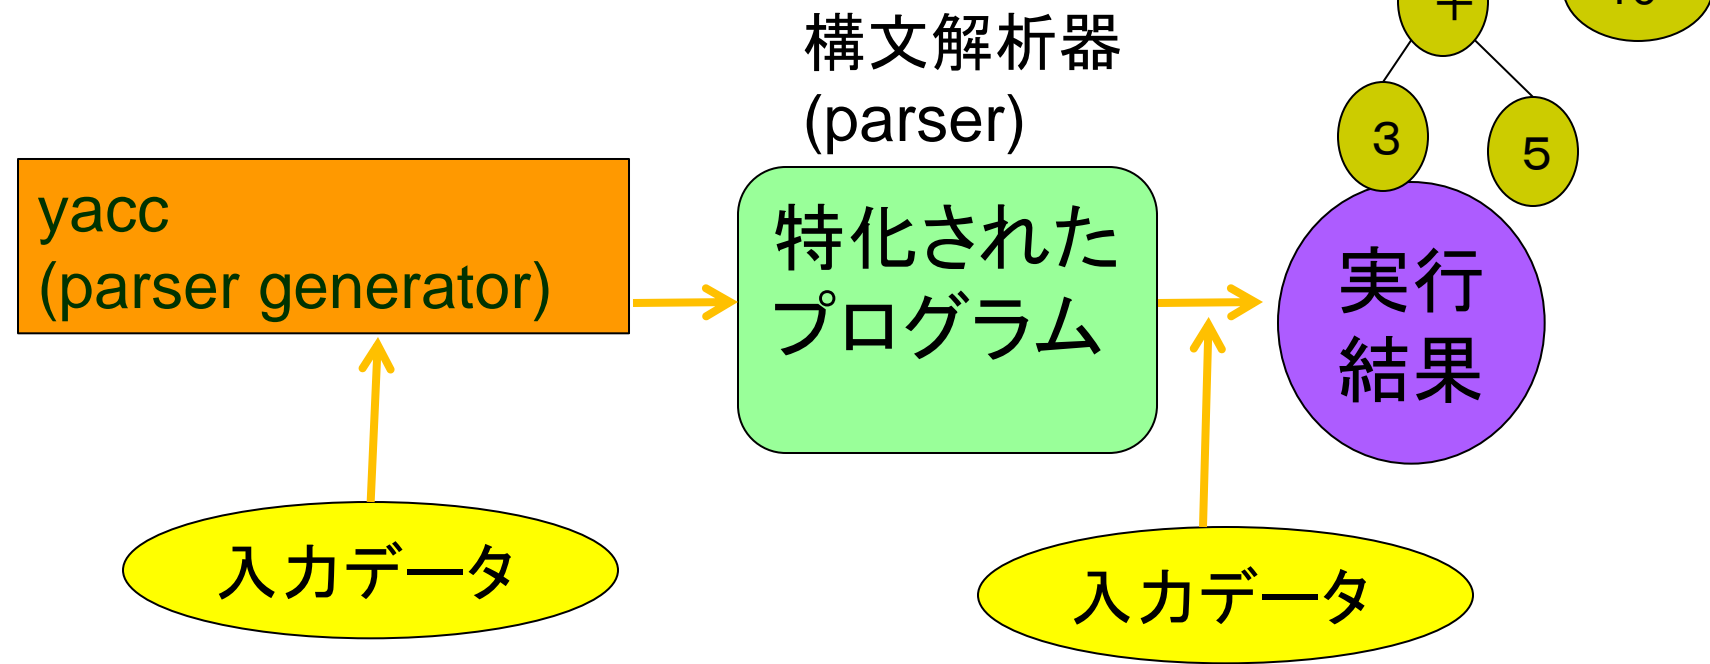 構文解析器
(parser)
3
5
yacc
(parser generator)
特化された
プログラム
実行
結果
入力データ
入力データ